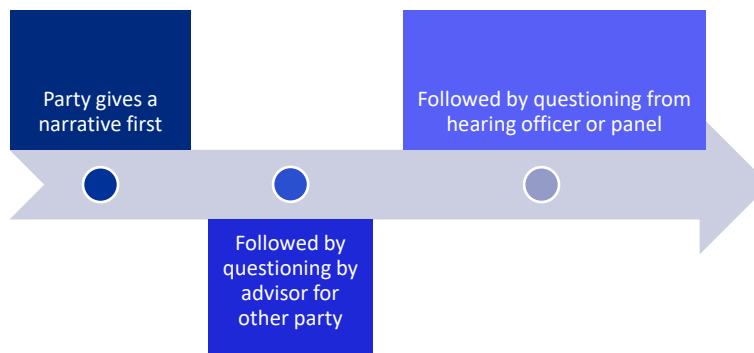 Party gives a
narrative first
Followed by
questioning by
advisor for
other party
Followed by questioning from
hearing officer or panel